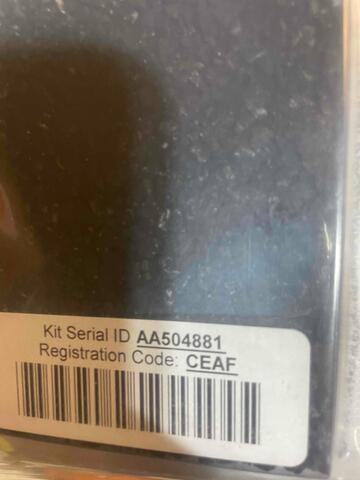 Kit Serial ID AA504881
Registration Code: CEAF